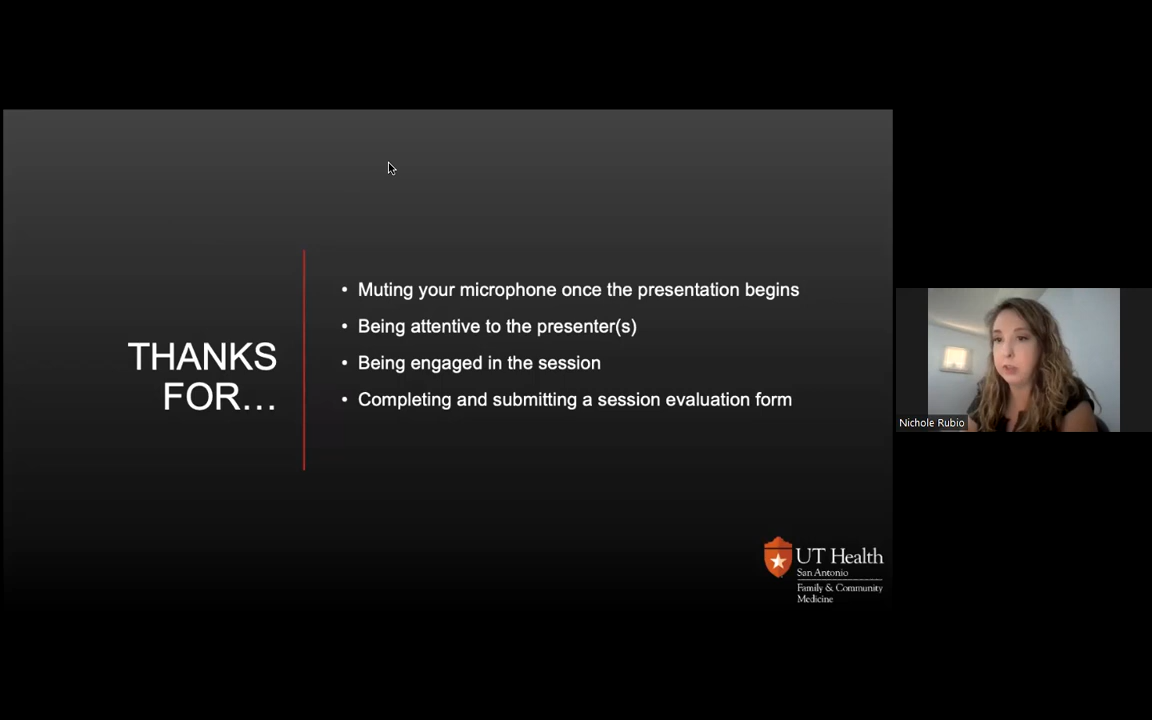 THANKS
FOR...
• Muting your microphone once the presentation begins
• Being attentive to the presenter(s)
• Being engaged in the session
• Completing and submitting a session evaluation form
Nichole Rubio
UT Health
San Antonio
Family & Community
Medicine